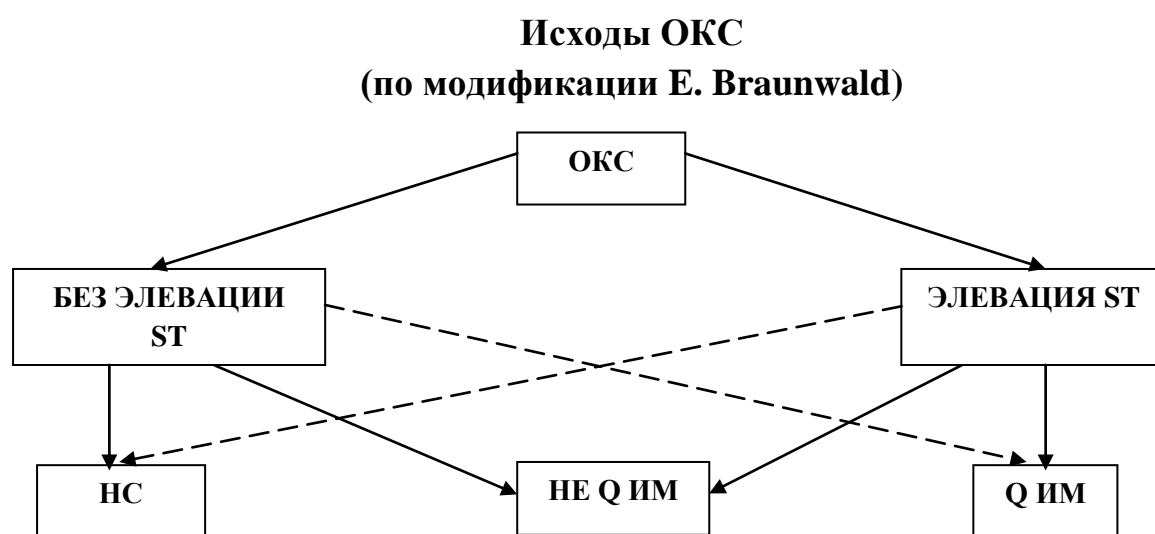 Исходы ОКС
(по модификации E. Braunwald)
ОКС
БЕЗ ЭЛЕВАЦИИ
ST
ЭЛЕВАЦИЯ ST
НС
НЕ Q ИМ
Q ИМ